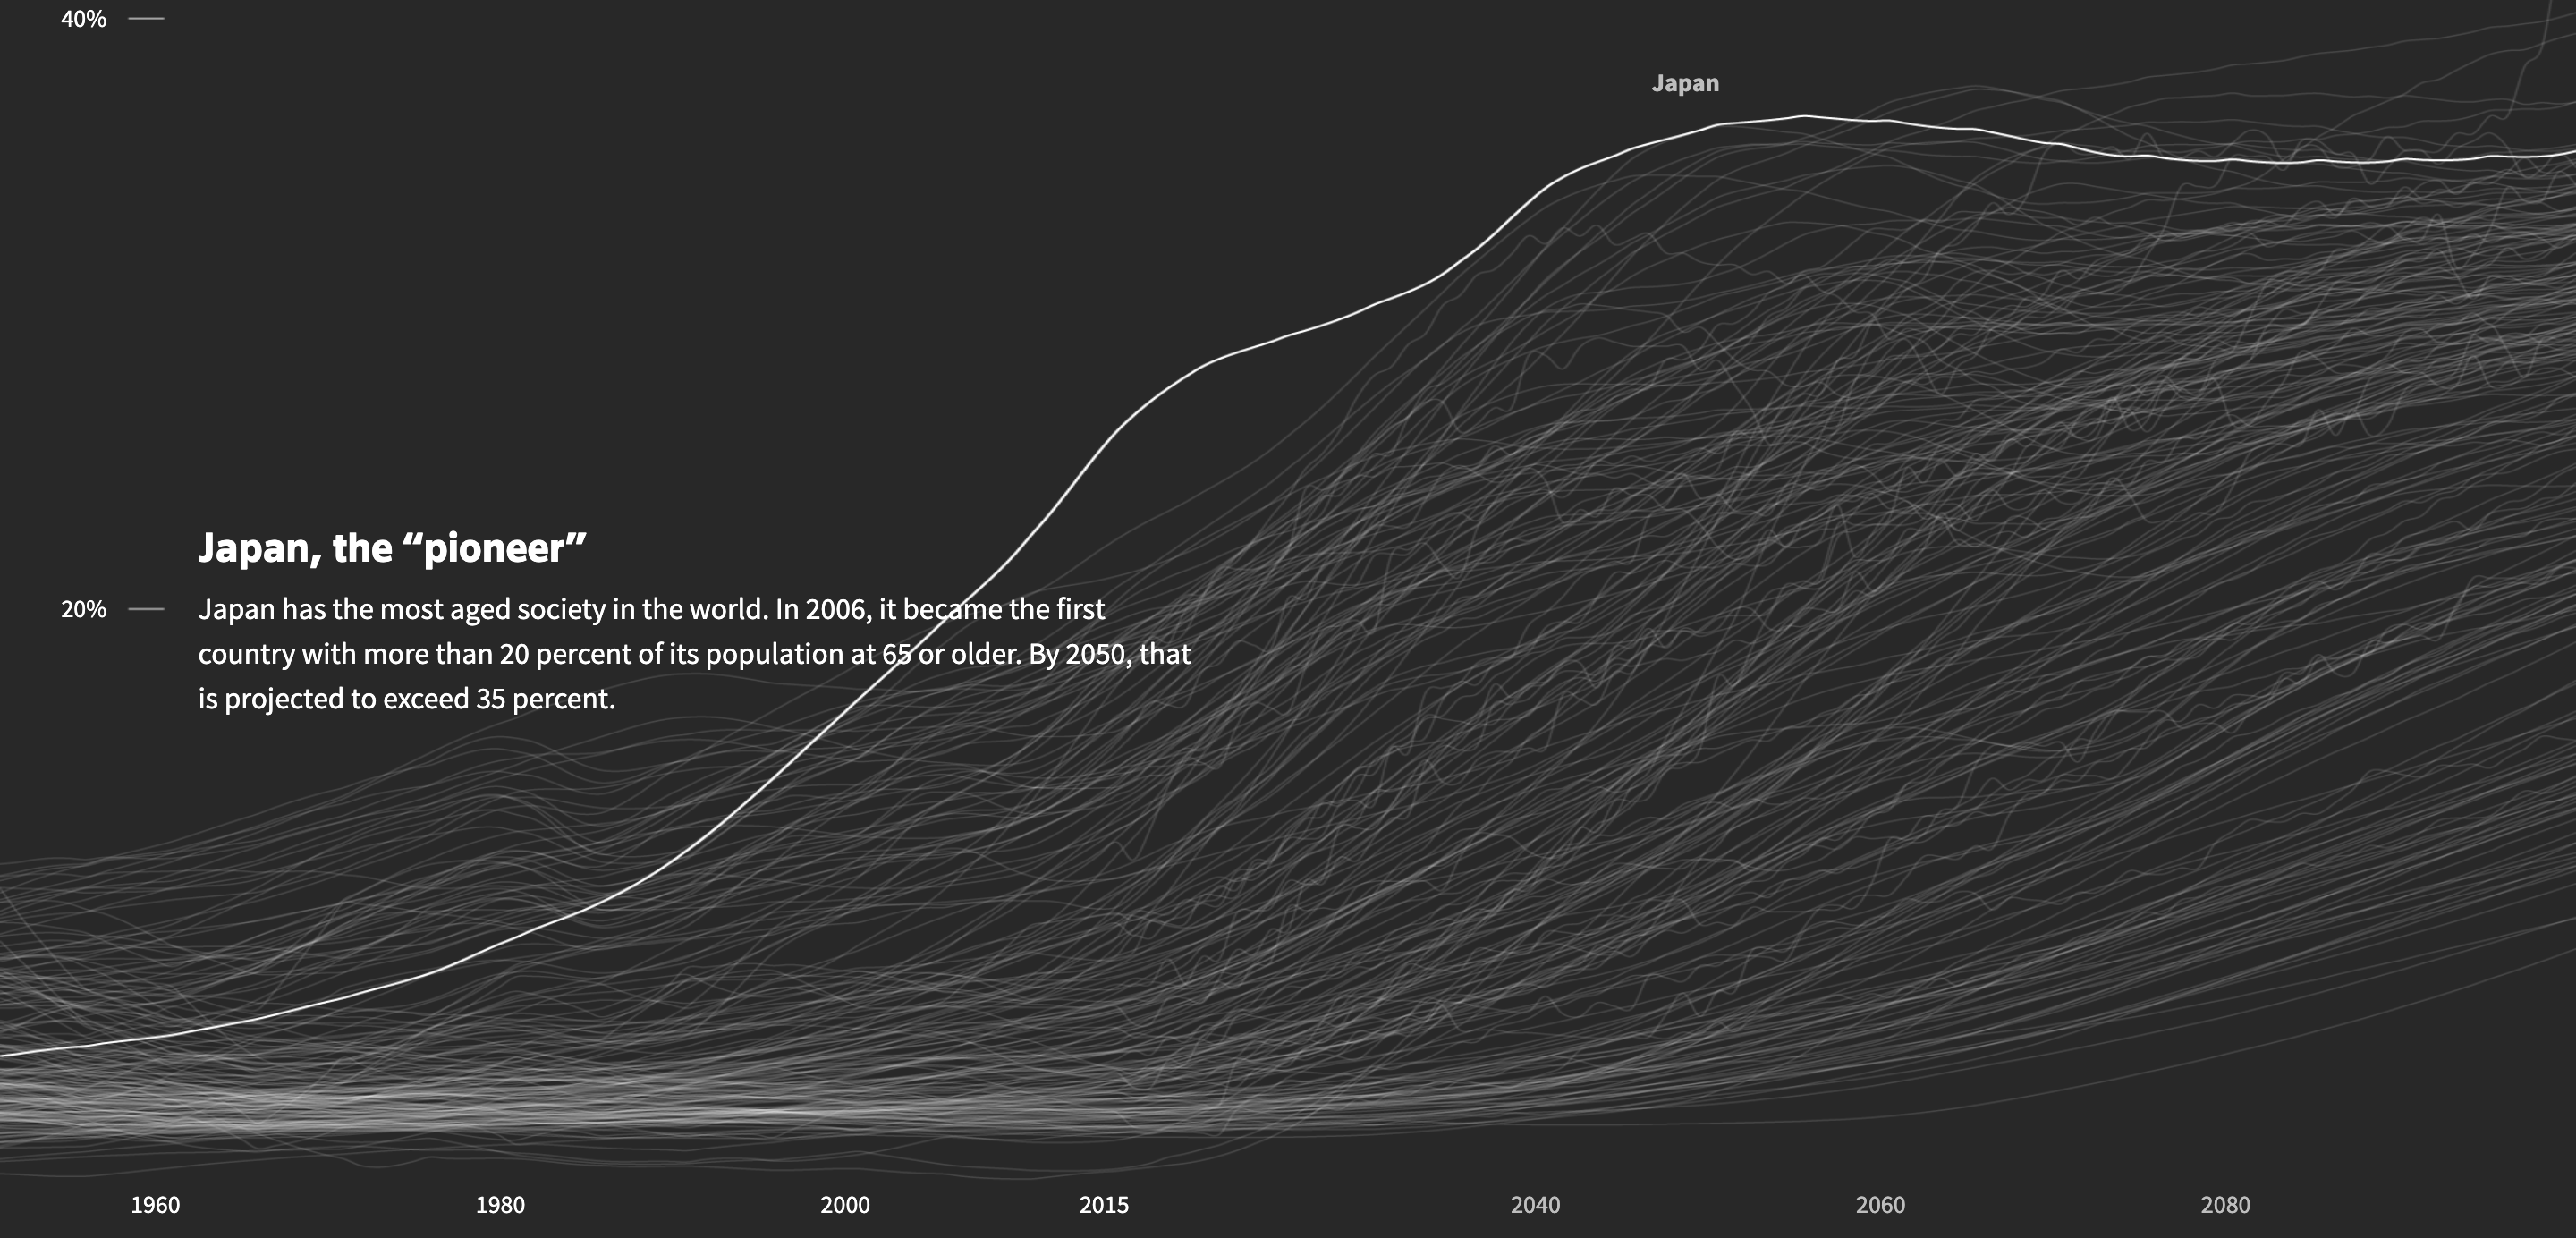 40%
Japan
Japan, the “pioneer”
20%
Japan has the most aged society in the world. In 2006, it became the first
country with more than 20 percent of its population at 65 or older. By 2050, that
is projected to exceed 35 percent.
1960 1980 2000 2015 2040 2060 2080